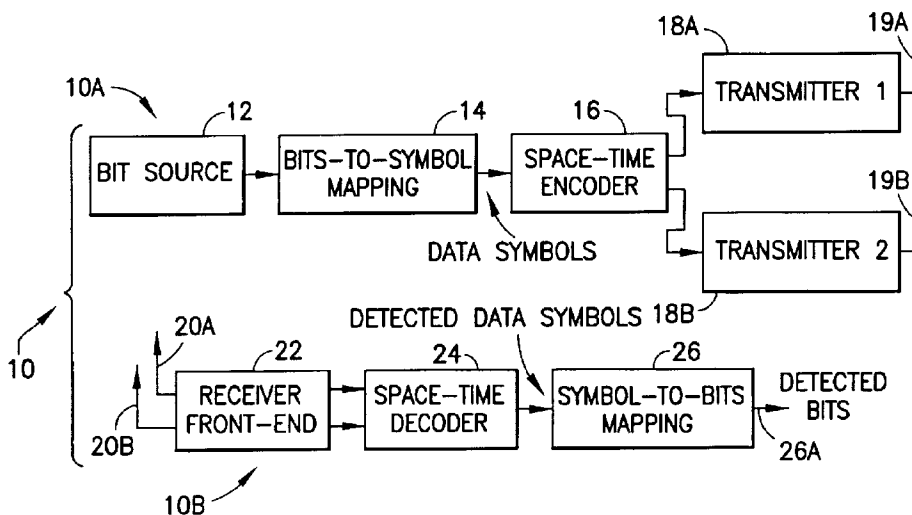 18A
19A
10A
12
14
16
TRANSMITTER 1
BIT SOURCE
BITS-TO-SYMBOL
MAPPING
SPACE-TIME
ENCODER
19B
DATA SYMBOLS
TRANSMITTER 2
18B
10
20A
20B
22
DETECTED DATA SYMBOLS
24
26
RECEIVER
FRONT-END
SPACE-TIME
DECODER
SYMBOL-TO-BITS
MAPPING
DETECTED
BITS
26A
10B